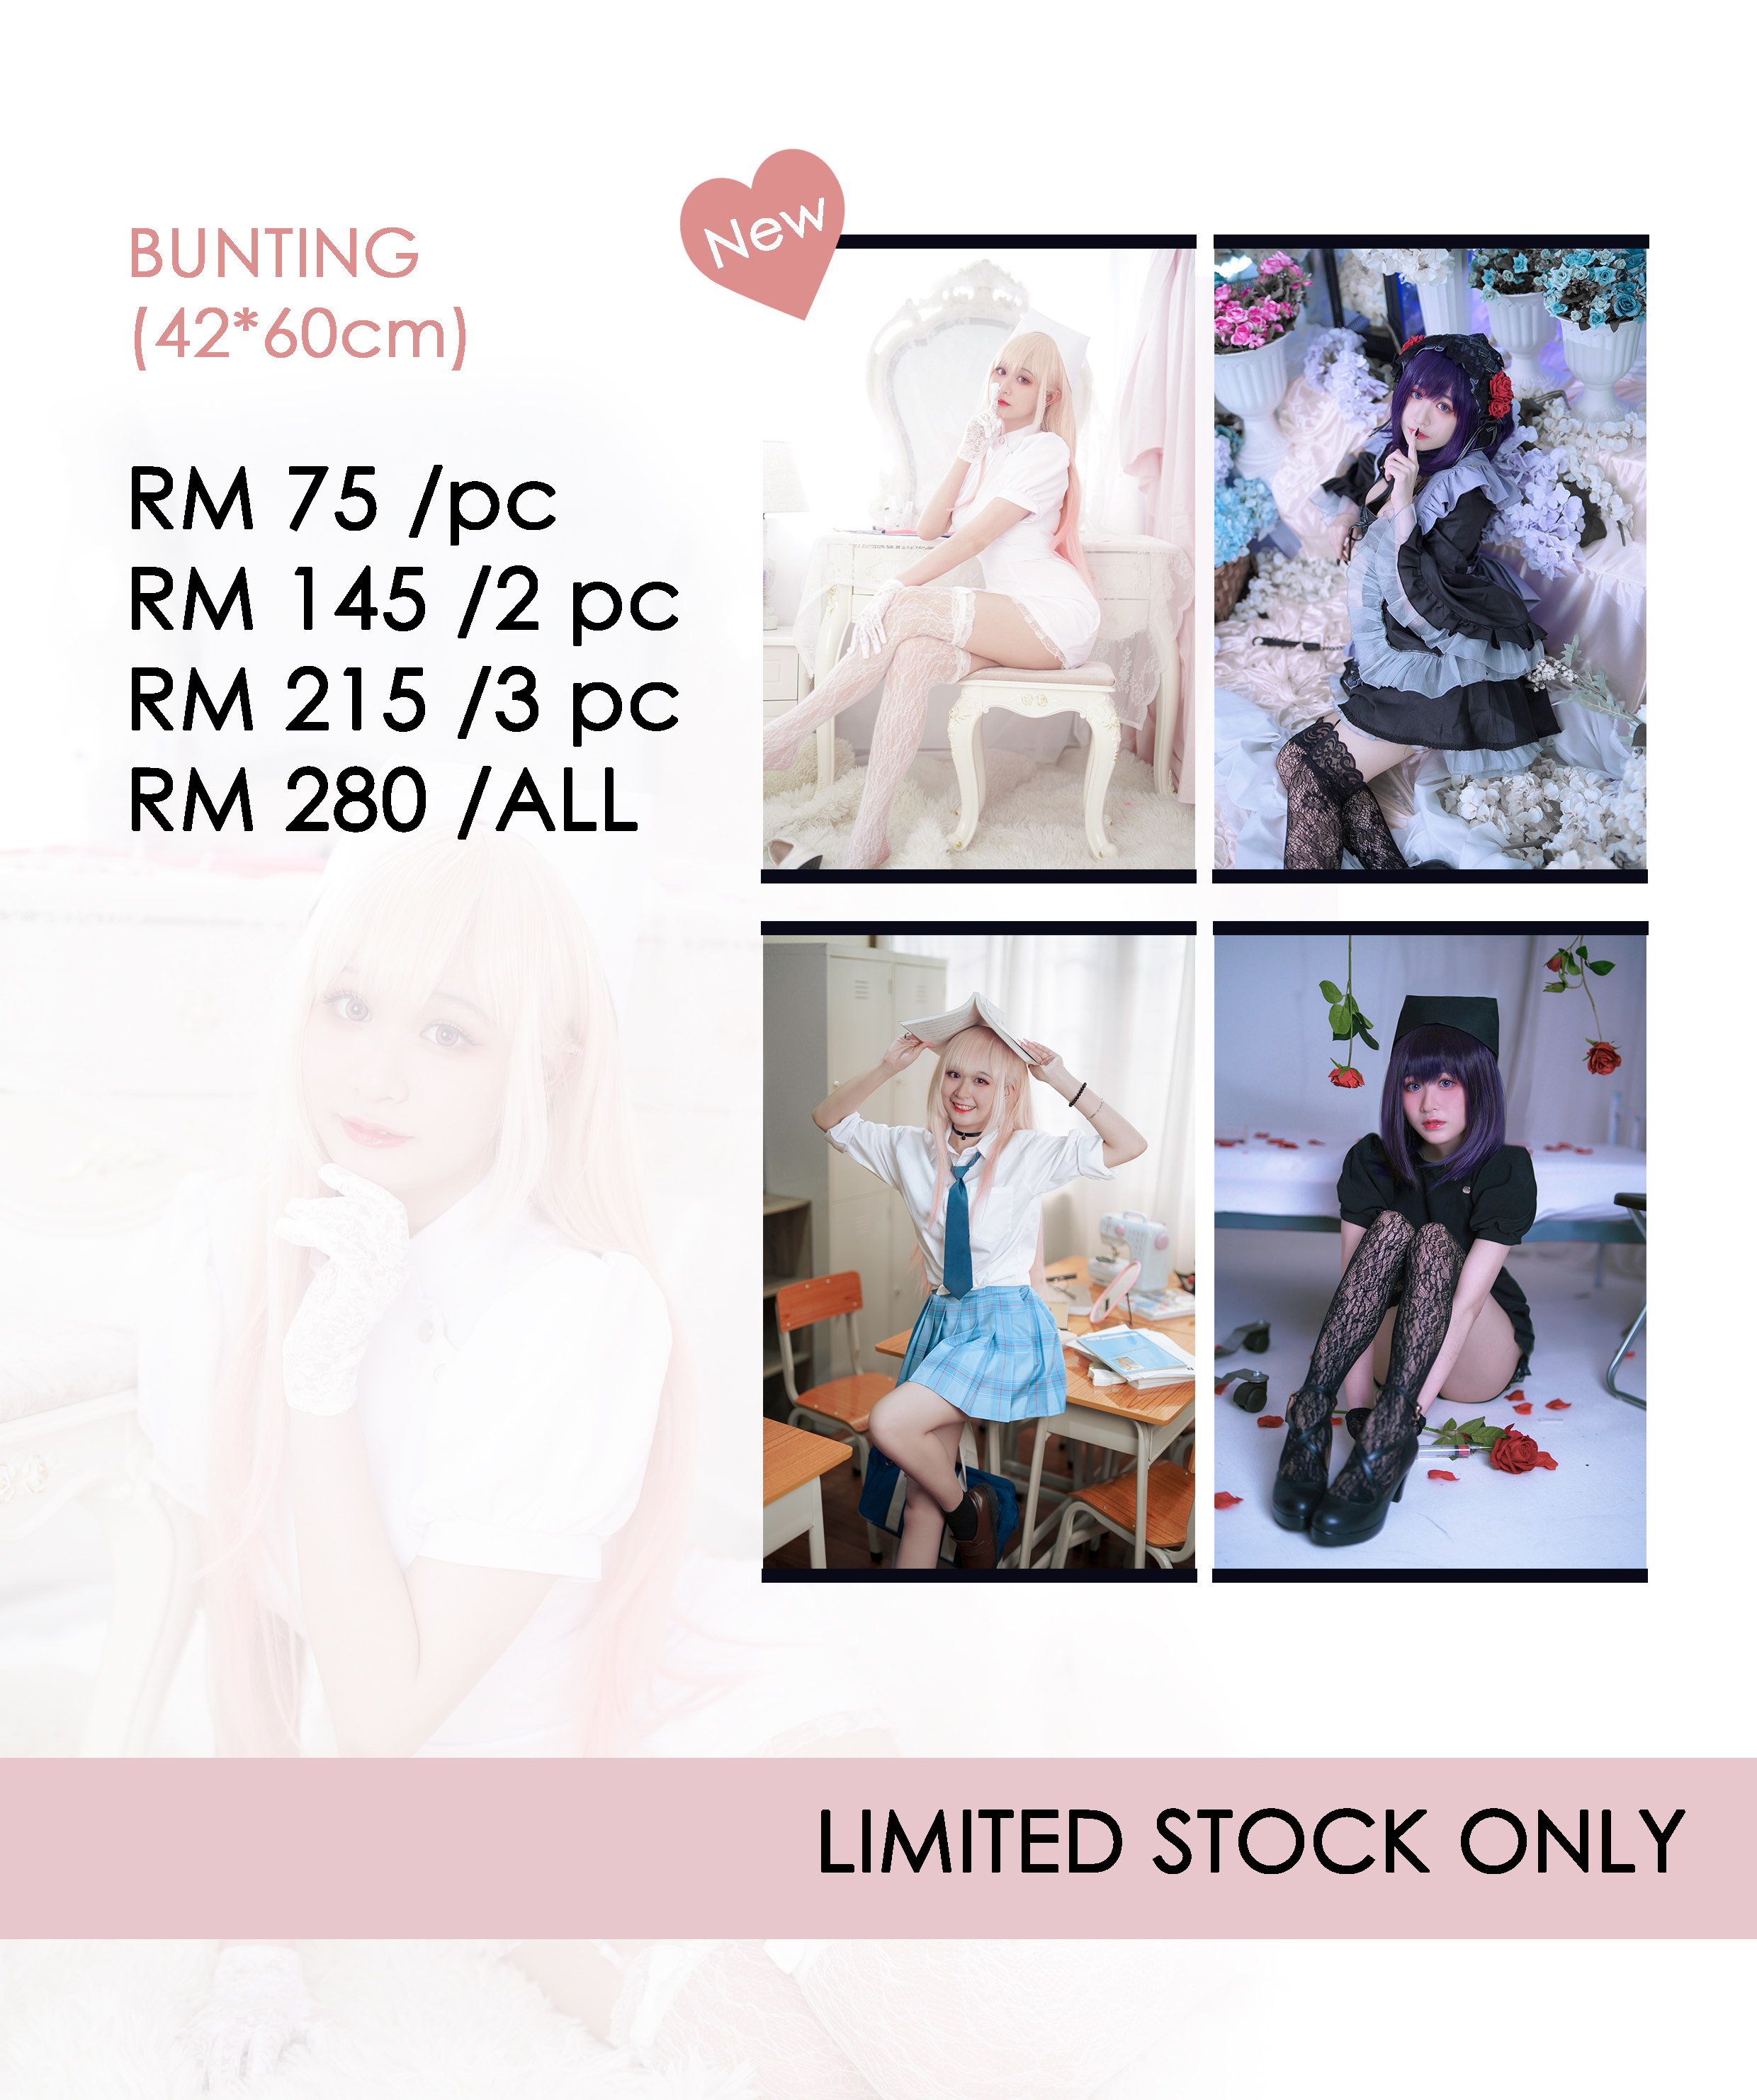 New
BUNTING
(42*60cm)
RM 75 /pc
RM 145 /2 pc
RM 215 /3 pc
RM 280 /ALL
LIMITED STOCK ONLY